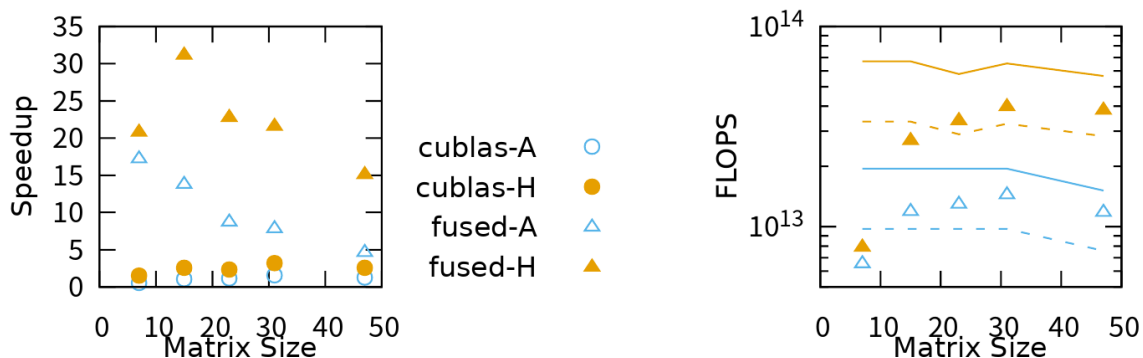 35
30
25
20
15
10
5
0
Speedup
0 10 20 30 40 50
Matrix Size
cublas-A
cublas-H
fused-A
fused-H
10^14
10^13
FLOPS
0 10 20 30 40 50
Matrix Size